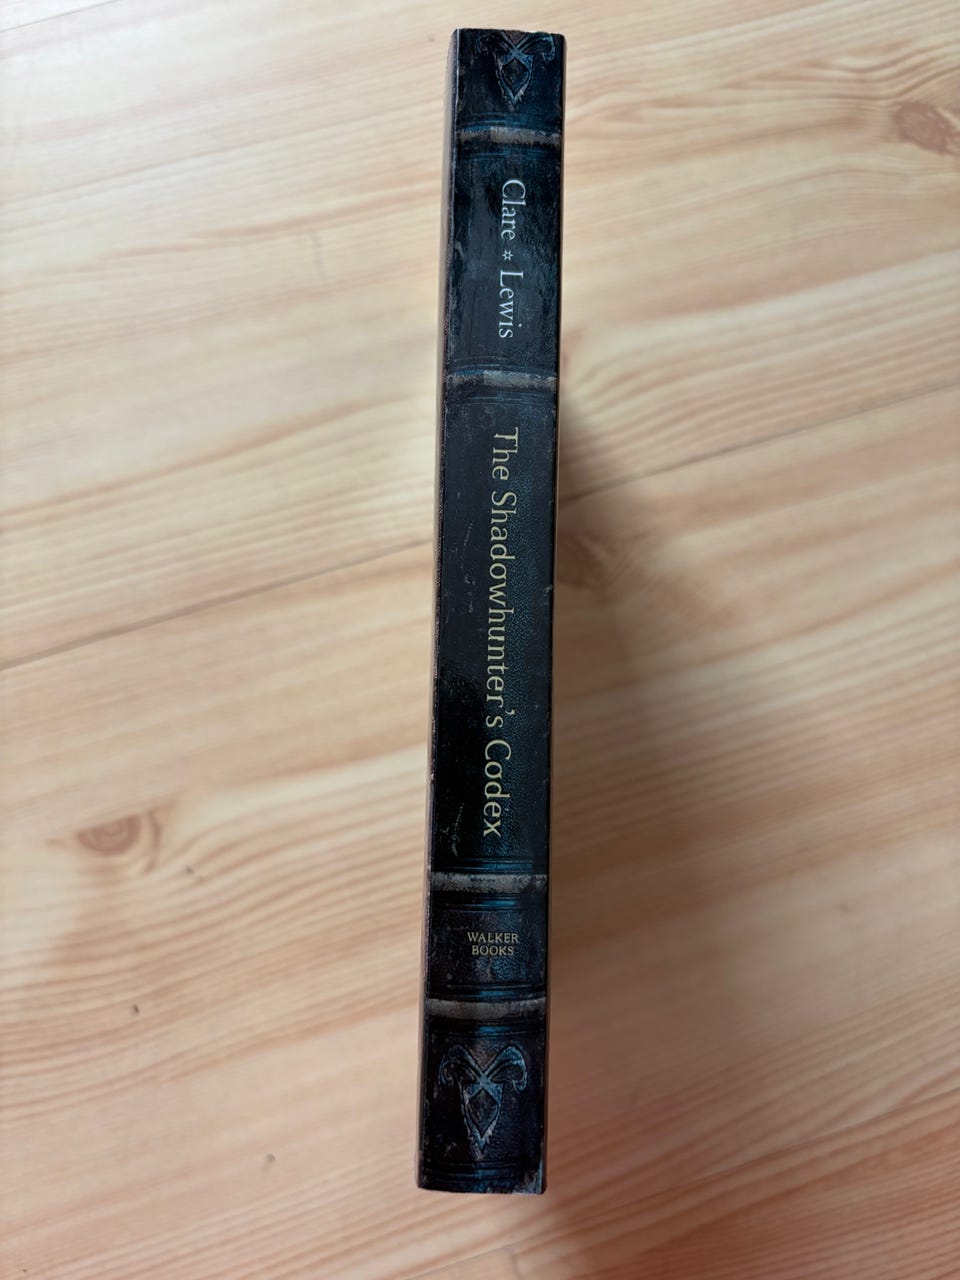 Clare * Lewis
The Shadowhunter's Codex
WALKER
BOOKS